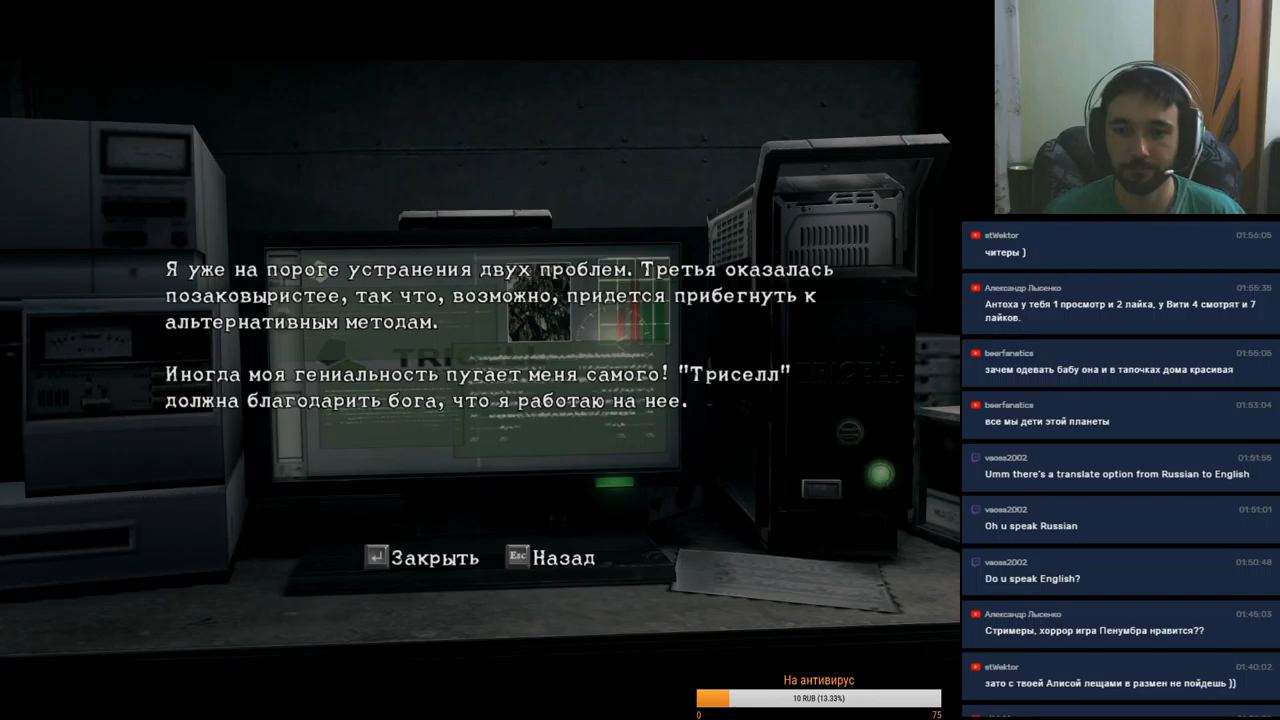 Я уже на пороге устранения двух проблем. Третья оказалась
позаковыристее, так что, возможно, придется прибегнуть к
альтернативным методам.
Иногда моя гениальность пугает меня самого! "Триселл"
должна благодарить бога, что я работаю на нее.
Закрыть
Esc Назад
stWektor 01:56:05
читеры )
Александр Лысенко 01:55:35
Антоха у тебя 1 просмотр и 2 лайка, у Вити 4 смотрят и 7
лайков.
beerfanatics 01:55:05
зачем одевать бабу она и в тапочках дома красивая
beerfanatics 01:53:04
все мы дети этой планеты
vaoss2002 01:51:55
Umm there's a translate option from Russian to English
vaoss2002 01:51:01
Oh u speak Russian
vaoss2002 01:50:48
Do u speak English?
Александр Лысенко 01:45:03
Стримеры, хоррор игра Пенумбра нравится??
stWektor 01:40:02
зато с твоей Алисой лещами в размен не пойдешь ))
На антивирус
10 RUB (13.33%)
0 75